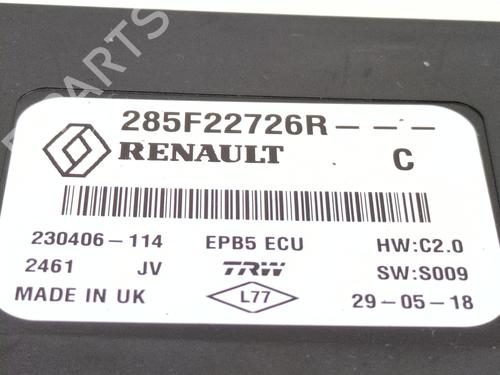 285F22726R---
RENAULT
C
230406-114 EPB5 ECU HW:C2.0
2461 JV TRW SW:S009
MADE IN UK L77 29-05-18
PARTS